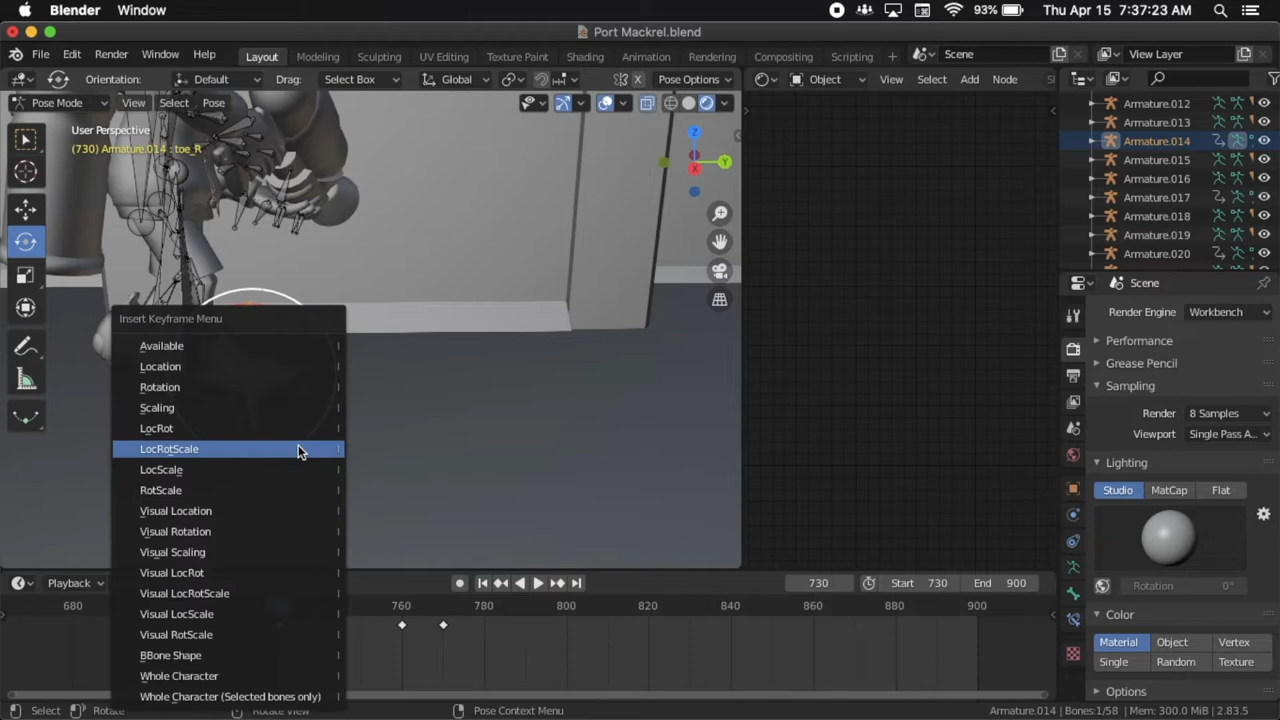 Blender Window 93% Thu Apr 15 7:37:23 AM
Port Mackrel.blend
File Edit Render Window Help Layout Modeling Sculpting UV Editing Texture Paint Shading Animation Rendering Compositing Scripting + Scene View Layer
Orientation: Default Drag: Select Box Global X Pose Options Object View Select Add Node
Pose Mode View Select Pose
User Perspective
(730) Armature.014 : toe_R
Z
Y
X
Armature.012
Armature.013
Armature.014
Armature.015
Armature.016
Armature.017
Armature.018
Armature.019
Armature.020
Scene
Render Engine Workbench
Performance
Grease Pencil
Sampling
Render 8 Samples
Viewport Single Pass A...
Lighting
Studio MatCap Flat
Rotation 0°
Color
Material Object Vertex
Single Random Texture
Options
Insert Keyframe Menu
Available I
Location I
Rotation I
Scaling I
LocRot I
LocRotScale I
LocScale I
RotScale I
Visual Location I
Visual Rotation I
Visual Scaling I
Visual LocRot I
Visual LocRotScale I
Visual LocScale I
Visual RotScale I
BBone Shape I
Whole Character I
Whole Character (Selected bones only) I
Playback 730 Start 730 End 900
680 760 780 800 820 840 860 880 900
Select Rotate Rotate View Pose Context Menu Armature.014 | Bones:1/58 | Mem: 300.0 MiB | 2.83.5